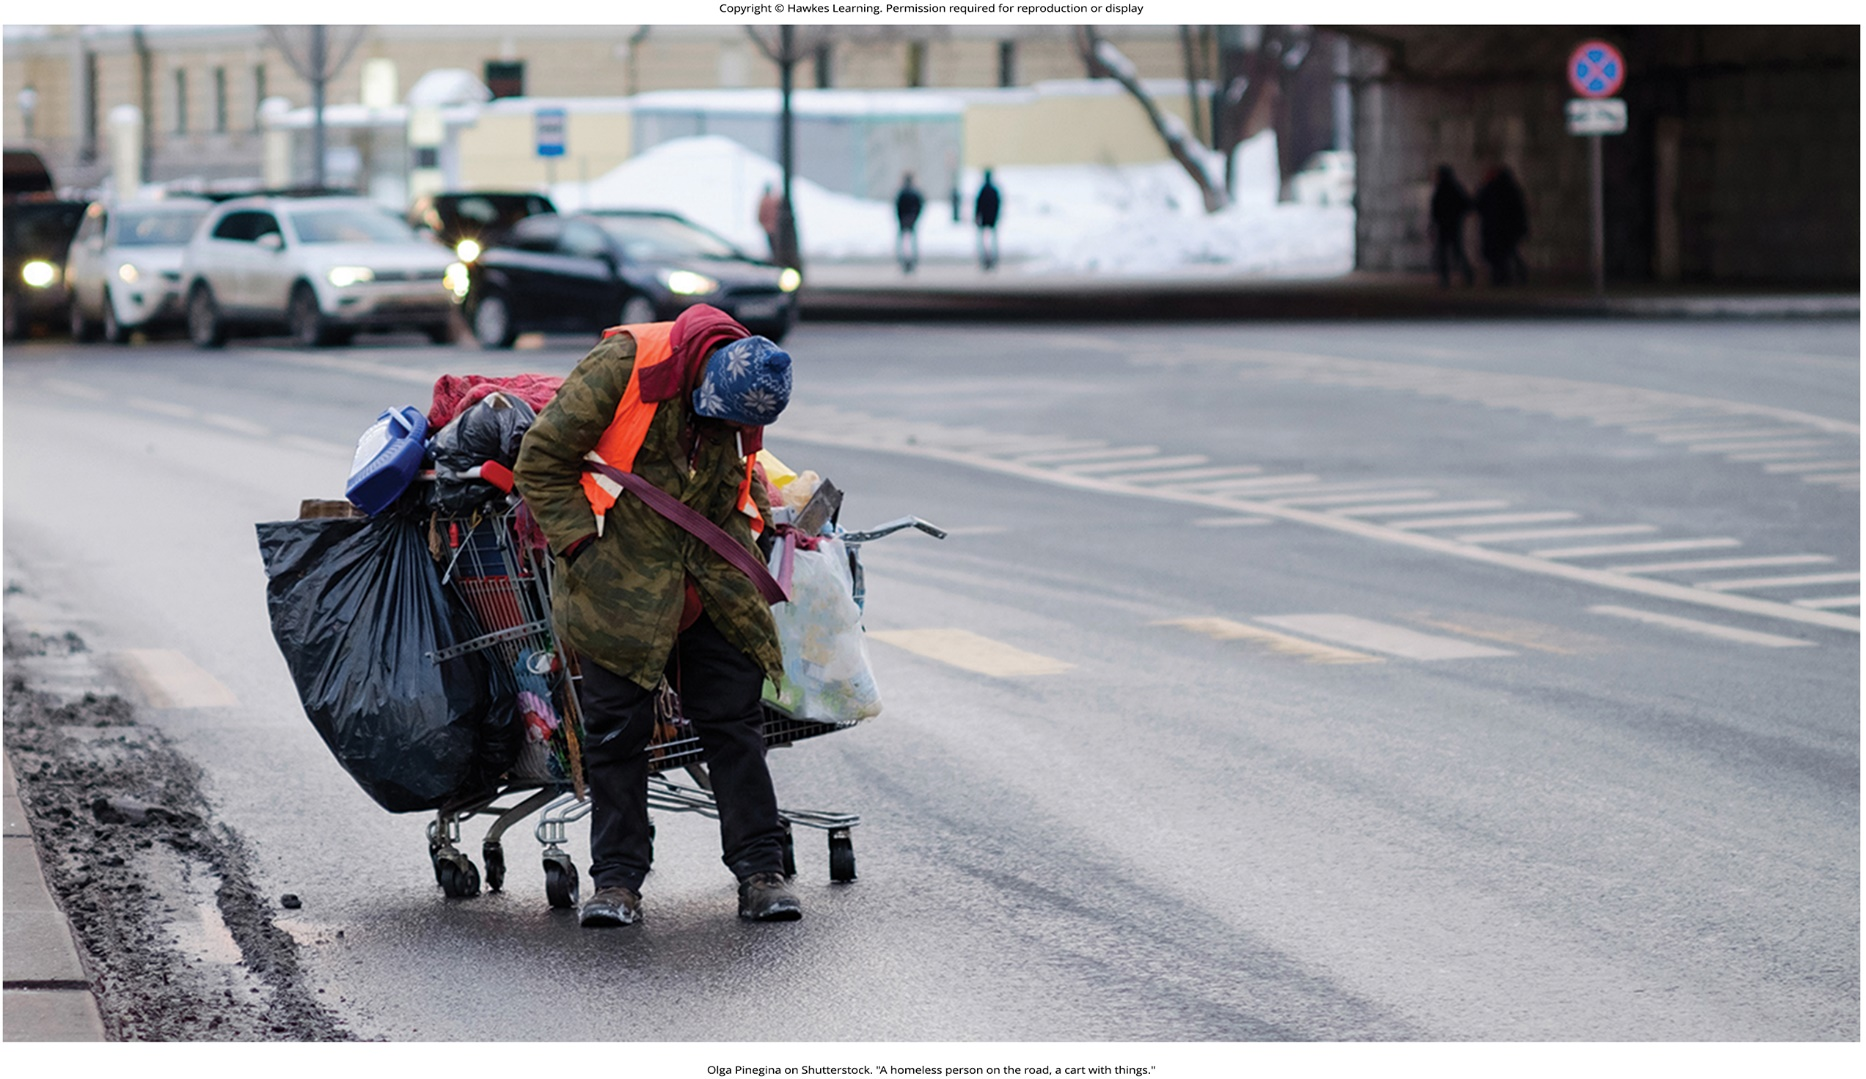 Copyright © Hawkes Learning. Permission required for reproduction or display
Olga Pinegina on Shutterstock. "A homeless person on the road, a cart with things."